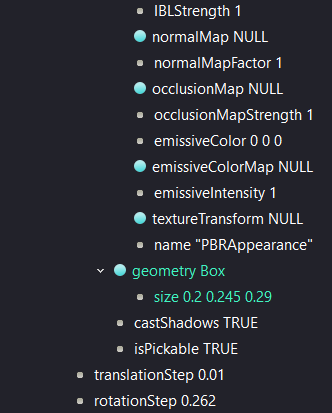 IBLStrength 1
normalMap NULL
normalMapFactor 1
occlusionMap NULL
occlusionMapStrength 1
emissiveColor 0 0 0
emissiveColorMap NULL
emissiveIntensity 1
textureTransform NULL
name "PBRAppearance"
geometry Box
size 0.2 0.245 0.29
castShadows TRUE
isPickable TRUE
translationStep 0.01
rotationStep 0.262